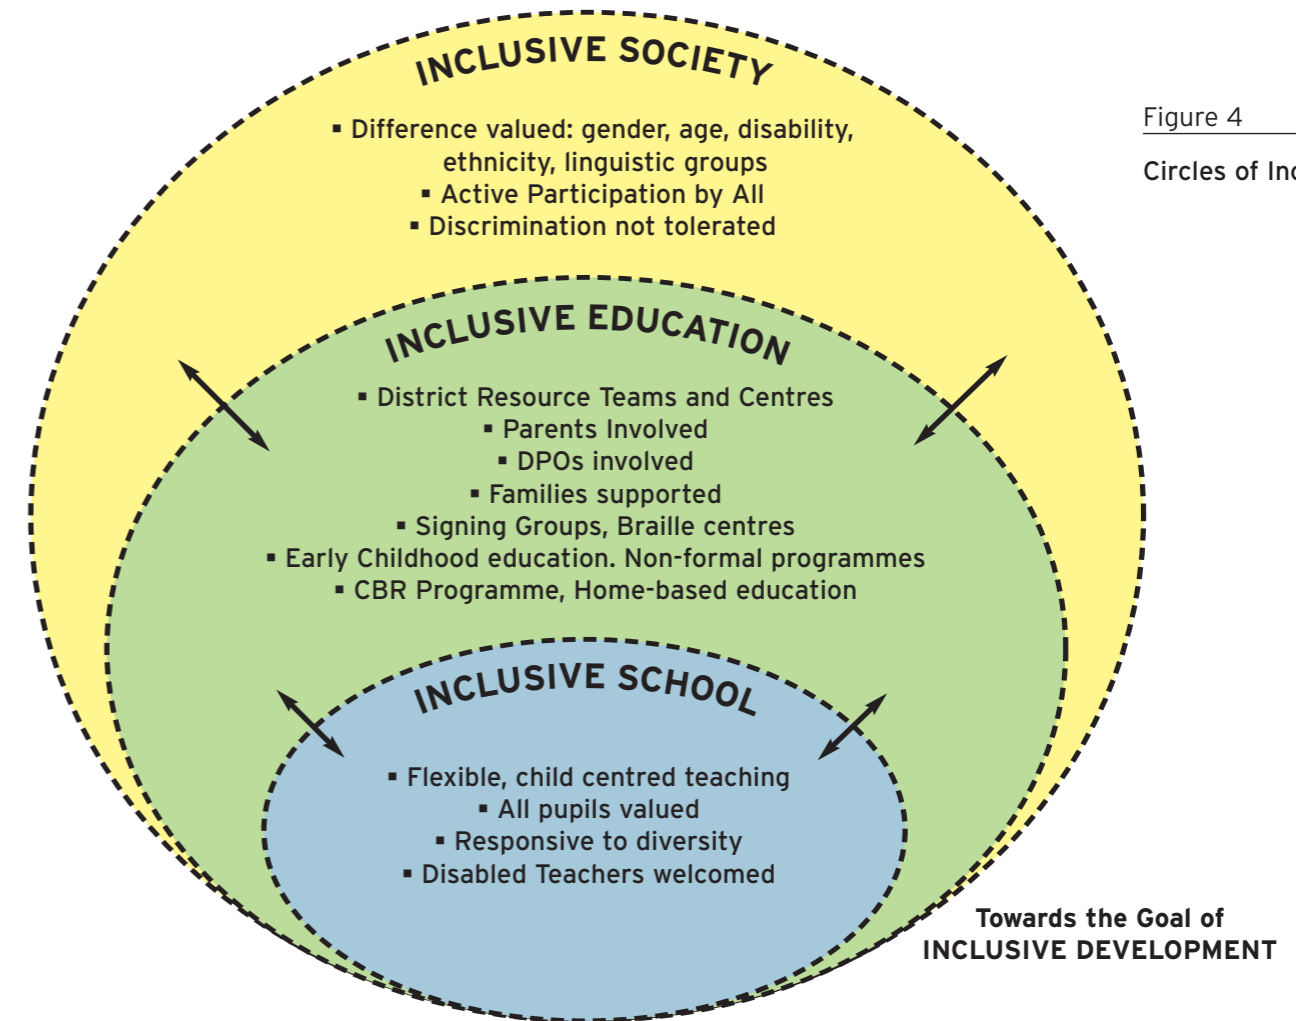 INCLUSIVE SOCIETY
▪ Difference valued: gender, age, disability,
ethnicity, linguistic groups
▪ Active Participation by All
▪ Discrimination not tolerated
Figure 4
Circles of
INCLUSIVE EDUCATION
▪ District Resource Teams and Centres
▪ Parents Involved
▪ DPOs involved
▪ Families supported
▪ Signing Groups, Braille centres
▪ Early Childhood education. Non-formal programmes
▪ CBR Programme, Home-based education
INCLUSIVE SCHOOL
▪ Flexible, child centred teaching
▪ All pupils valued
▪ Responsive to diversity
▪ Disabled Teachers welcomed
Towards the Goal of
INCLUSIVE DEVELOPMENT